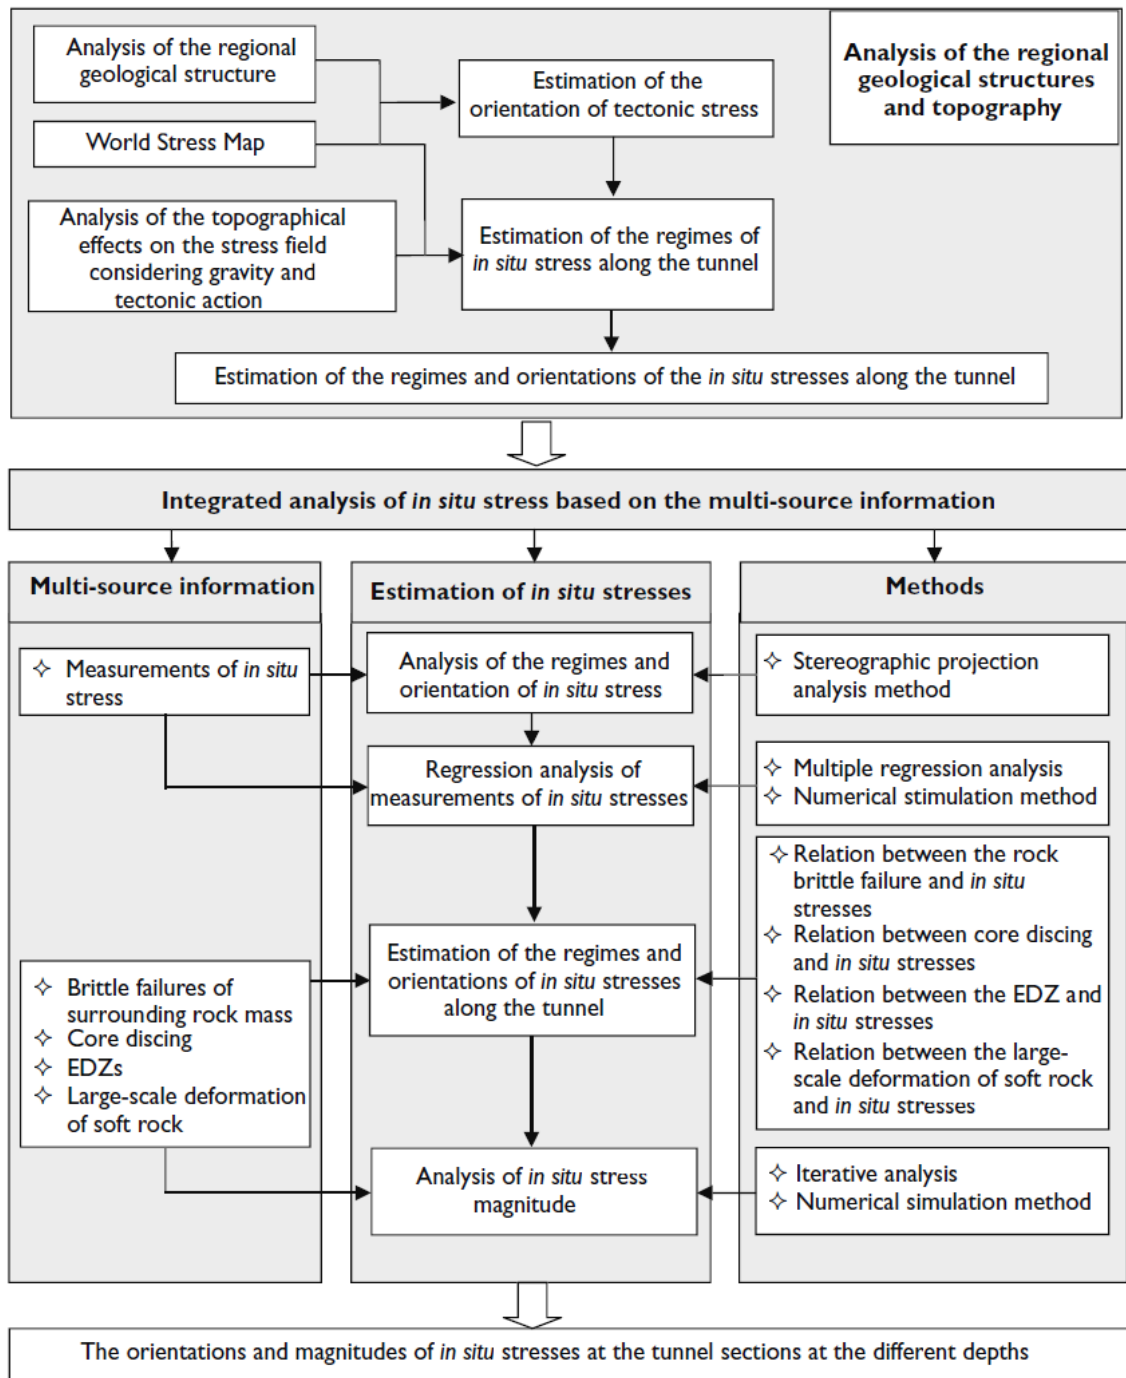 Analysis of the regional
geological structure
World Stress Map
Analysis of the topographical
effects on the stress field
considering gravity and
tectonic action
Estimation of the
orientation of tectonic stress
Estimation of the regimes of
in situ stress along the tunnel
Analysis of the regional
geological structures
and topography
Estimation of the regimes and orientations of the in situ stresses along the tunnel
Integrated analysis of in situ stress based on the multi-source information
Multi-source information
✧ Measurements of in situ
stress
✧ Brittle failures of
surrounding rock mass
✧ Core discing
✧ EDZs
✧ Large-scale deformation
of soft rock
Estimation of in situ stresses
Analysis of the regimes and
orientation of in situ stress
Regression analysis of
measurements of in situ stresses
Estimation of the regimes and
orientations of in situ stresses
along the tunnel
Analysis of in situ stress
magnitude
Methods
✧ Stereographic projection
analysis method
✧ Multiple regression analysis
✧ Numerical stimulation method
✧ Relation between the rock
brittle failure and in situ
stresses
✧ Relation between core discing
and in situ stresses
✧ Relation between the EDZ and
in situ stresses
✧ Relation between the large-
scale deformation of soft rock
and in situ stresses
✧ Iterative analysis
✧ Numerical simulation method
The orientations and magnitudes of in situ stresses at the tunnel sections at the different depths